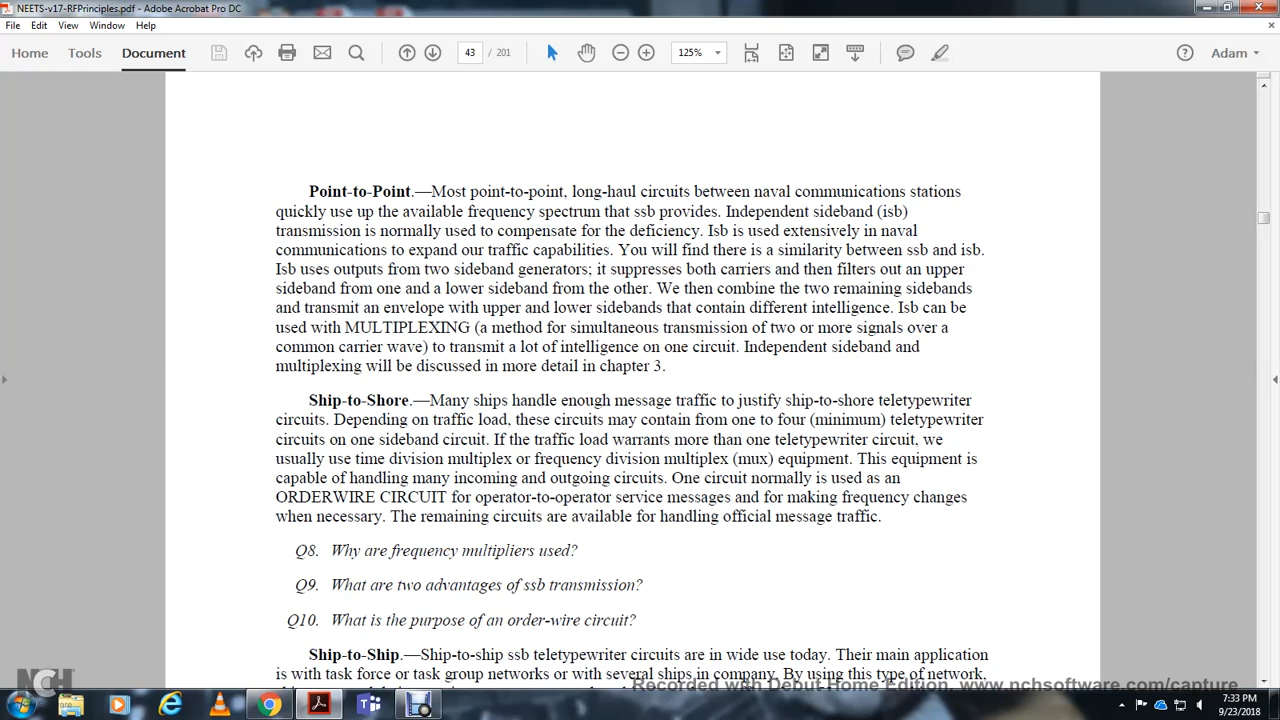 NEETS-v17-RFPrinciples.pdf - Adobe Acrobat Pro DC
File Edit View Window Help
Home Tools Document 43 / 201 125% Adam
Point-to-Point.—Most point-to-point, long-haul circuits between naval communications stations
quickly use up the available frequency spectrum that ssb provides. Independent sideband (isb)
transmission is normally used to compensate for the deficiency. Isb is used extensively in naval
communications to expand our traffic capabilities. You will find there is a similarity between ssb and isb.
Isb uses outputs from two sideband generators; it suppresses both carriers and then filters out an upper
sideband from one and a lower sideband from the other. We then combine the two remaining sidebands
and transmit an envelope with upper and lower sidebands that contain different intelligence. Isb can be
used with MULTIPLEXING (a method for simultaneous transmission of two or more signals over a
common carrier wave) to transmit a lot of intelligence on one circuit. Independent sideband and
multiplexing will be discussed in more detail in chapter 3.
Ship-to-Shore.—Many ships handle enough message traffic to justify ship-to-shore teletypewriter
circuits. Depending on traffic load, these circuits may contain from one to four (minimum) teletypewriter
circuits on one sideband circuit. If the traffic load warrants more than one teletypewriter circuit, we
usually use time division multiplex or frequency division multiplex (mux) equipment. This equipment is
capable of handling many incoming and outgoing circuits. One circuit normally is used as an
ORDERWIRE CIRCUIT for operator-to-operator service messages and for making frequency changes
when necessary. The remaining circuits are available for handling official message traffic.
Q8. Why are frequency multipliers used?
Q9. What are two advantages of ssb transmission?
Q10. What is the purpose of an order-wire circuit?
Ship-to-Ship.—Ship-to-ship ssb teletypewriter circuits are in wide use today. Their main application
is with task force or task group networks or with several ships in company. By using this type of network,
Recorded with Debut Home Edition. www.nchsoftware.com/capture
NCH
7:33 PM
9/23/2018